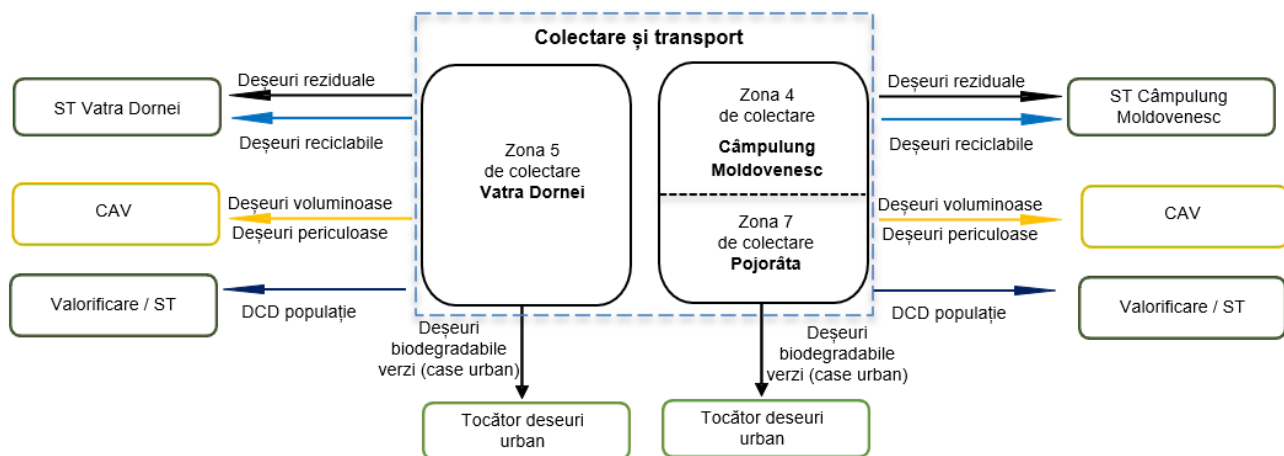 Colectare și transport
Deșeuri reziduale
ST Vatra Dornei
Deșeuri reciclabile
CAV
Deșeuri voluminoase
Deșeuri periculoase
Valorificare / ST
DCD populație
Zona 5
de colectare
Vatra Dornei
Zona 4
de colectare
Câmpulung
Moldovenesc
Zona 7
de colectare
Pojorâta
Deșeuri reziduale
ST Câmpulung
Moldovenesc
Deșeuri reciclabile
Deșeuri voluminoase
CAV
Deșeuri periculoase
Valorificare / ST
DCD populație
Deșeuri
biodegradabile
verzi (case urban)
Deșeuri
biodegradabile
verzi (case urban)
Tocător deseuri
urban
Tocător deseuri
urban